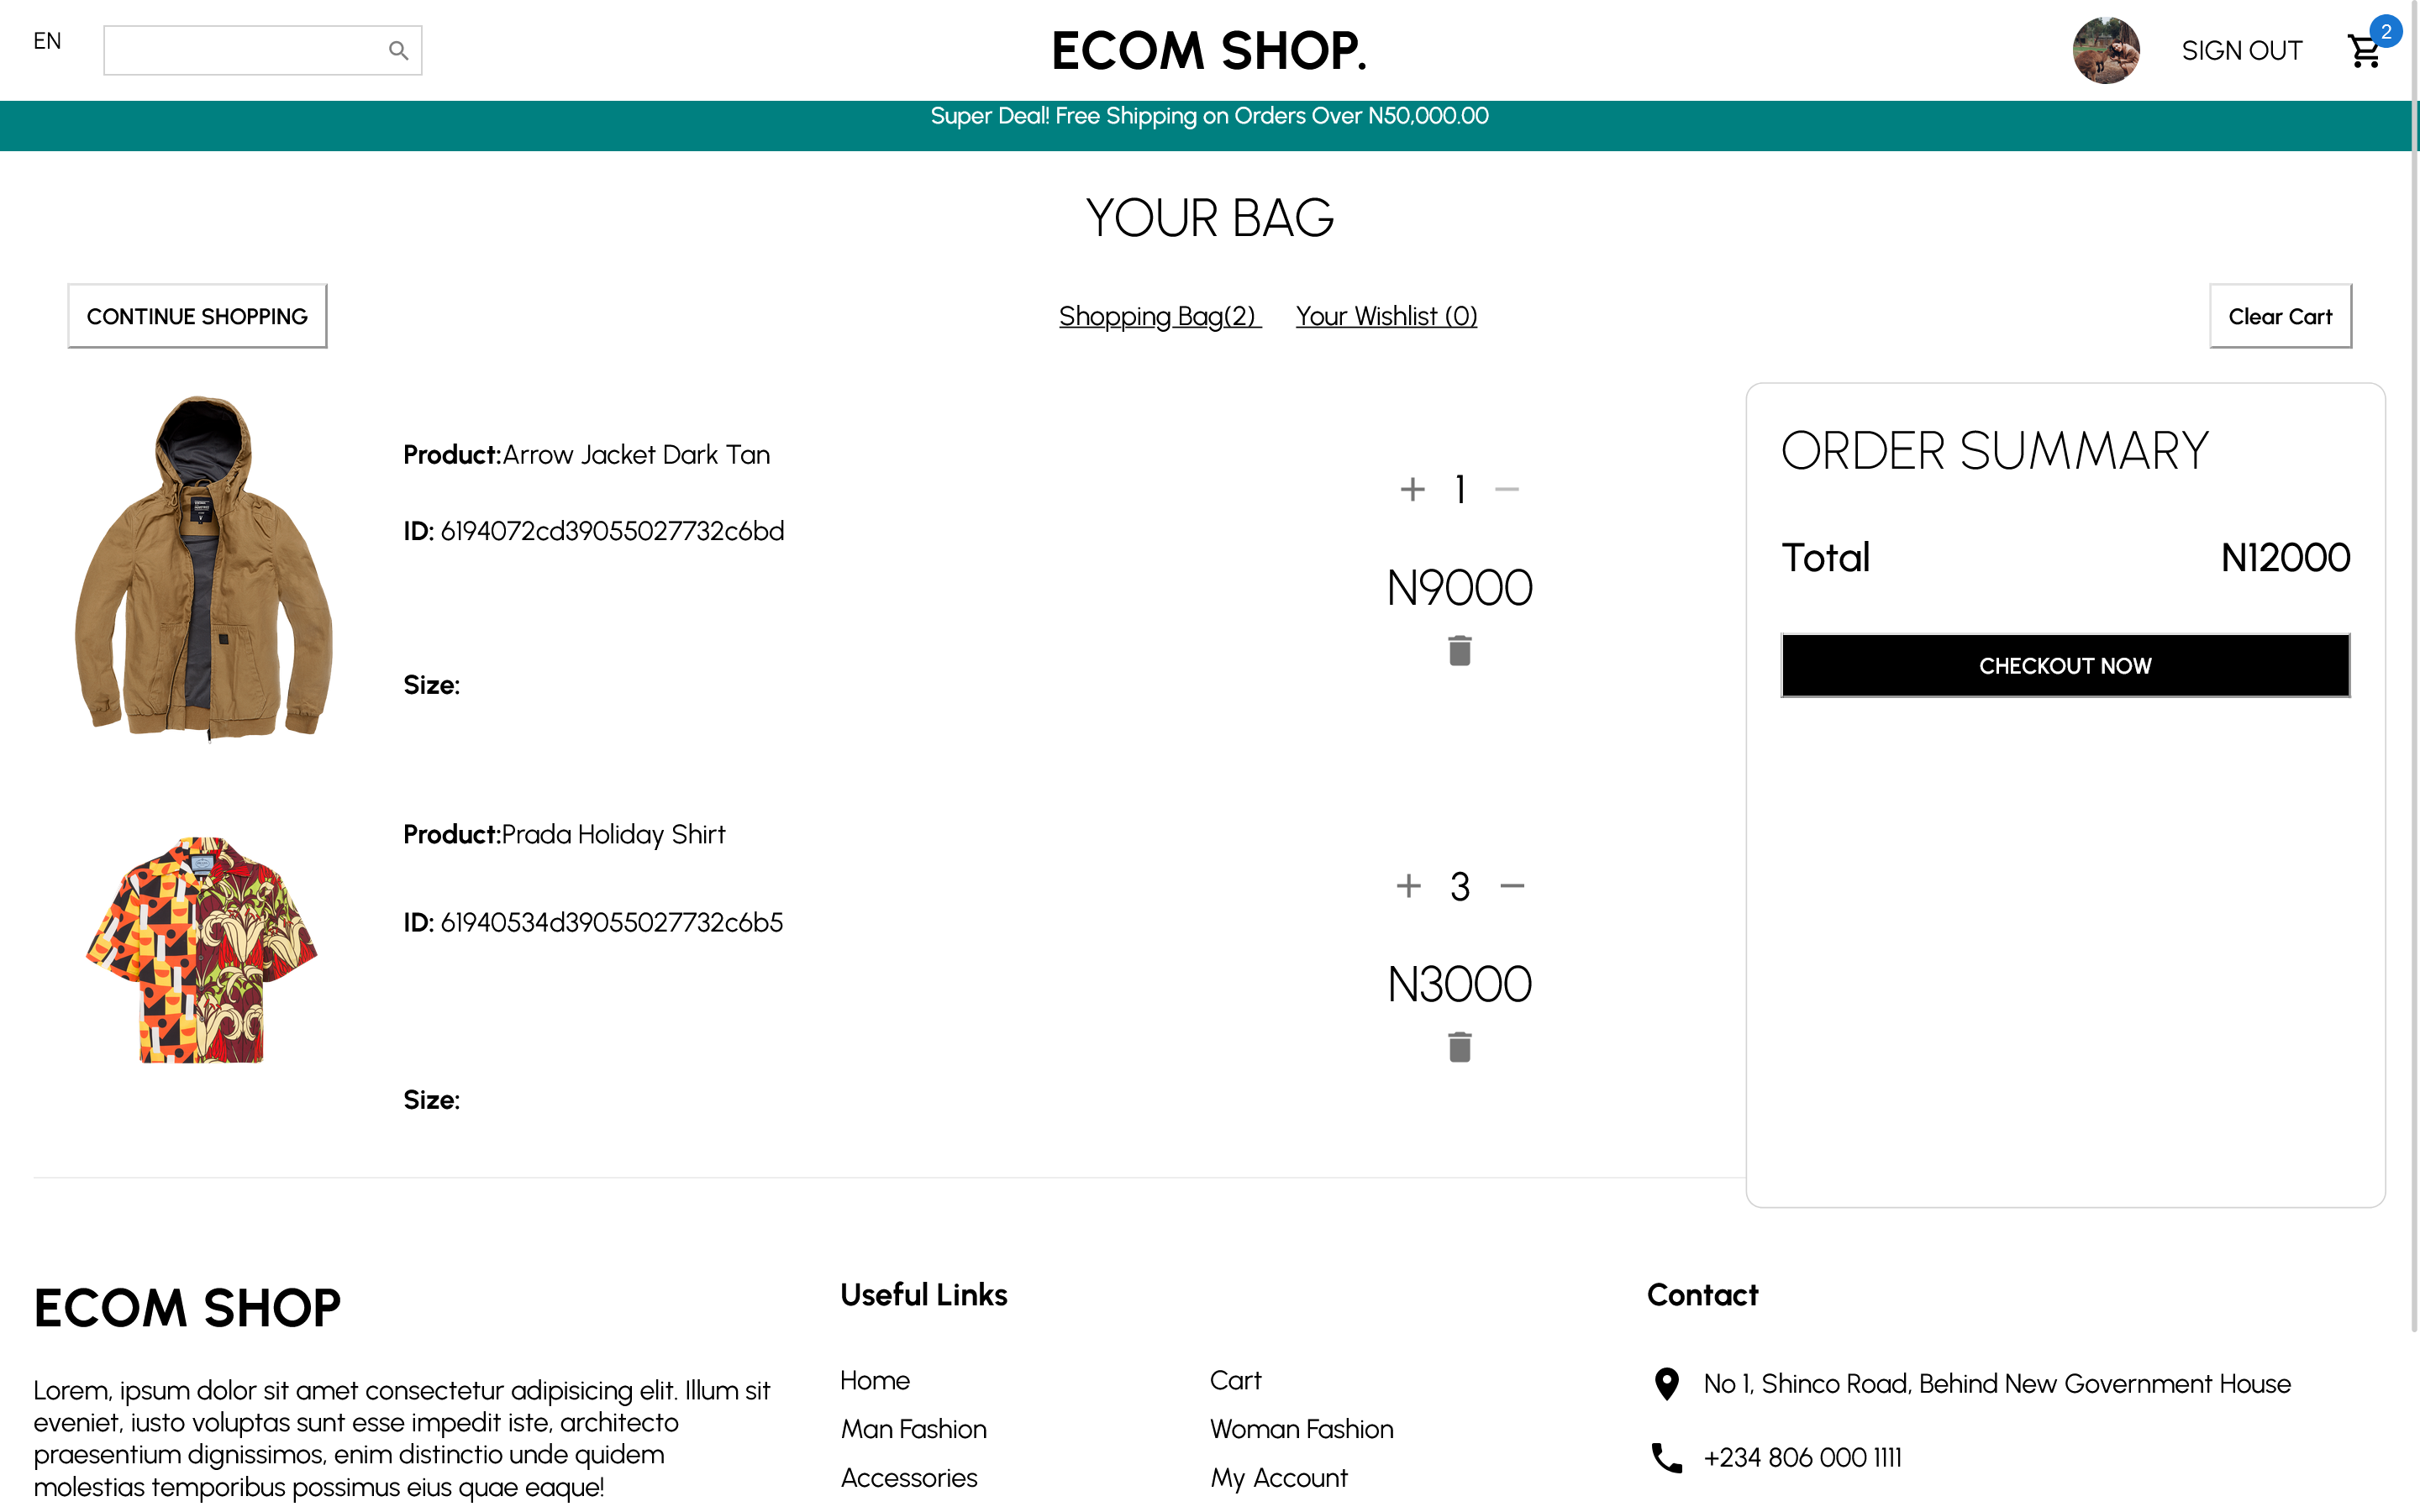 EN
ECOM SHOP.
SIGN OUT
2
Super Deal! Free Shipping on Orders Over N50,000.00
YOUR BAG
CONTINUE SHOPPING
Shopping Bag(2)
Your Wishlist (0)
Clear Cart
Product:Arrow Jacket Dark Tan
ID: 6194072cd39055027732c6bd
Size:
+ 1 −
N9000
Product:Prada Holiday Shirt
ID: 61940534d39055027732c6b5
Size:
+ 3 −
N3000
ORDER SUMMARY
Total N12000
CHECKOUT NOW
ECOM SHOP
Lorem, ipsum dolor sit amet consectetur adipisicing elit. Illum sit
eveniet, iusto voluptas sunt esse impedit iste, architecto
praesentium dignissimos, enim distinctio unde quidem
molestias temporibus possimus eius quae eaque!
Useful Links
Home
Cart
Man Fashion
Woman Fashion
Accessories
My Account
Contact
No 1, Shinco Road, Behind New Government House
+234 806 000 1111